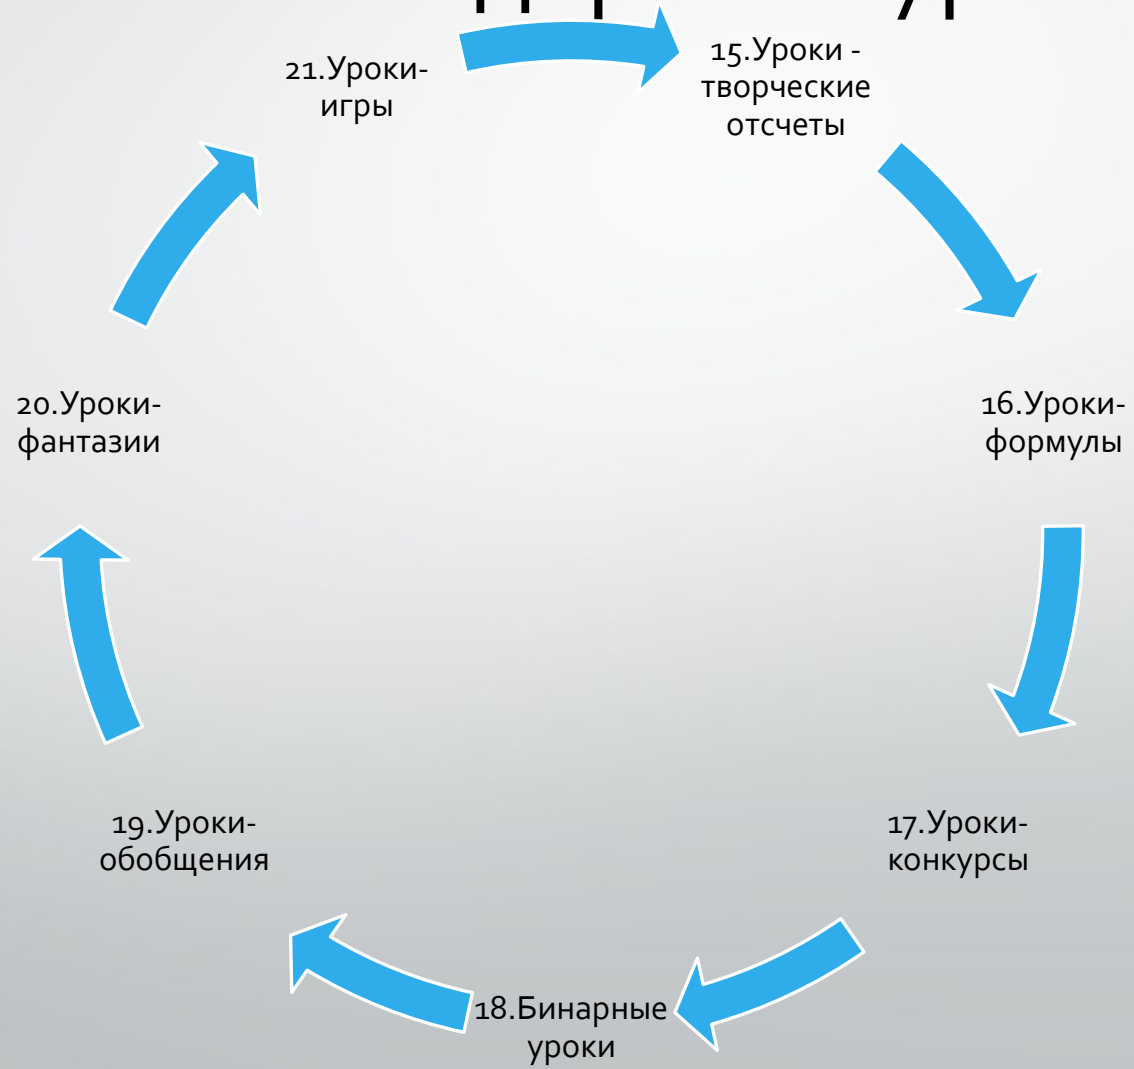 15.Уроки -
творческие
отсчеты
16.Уроки-
формулы
17.Уроки-
конкурсы
18.Бинарные
уроки
19.Уроки-
обобщения
20.Уроки-
фантазии
21.Уроки-
игры